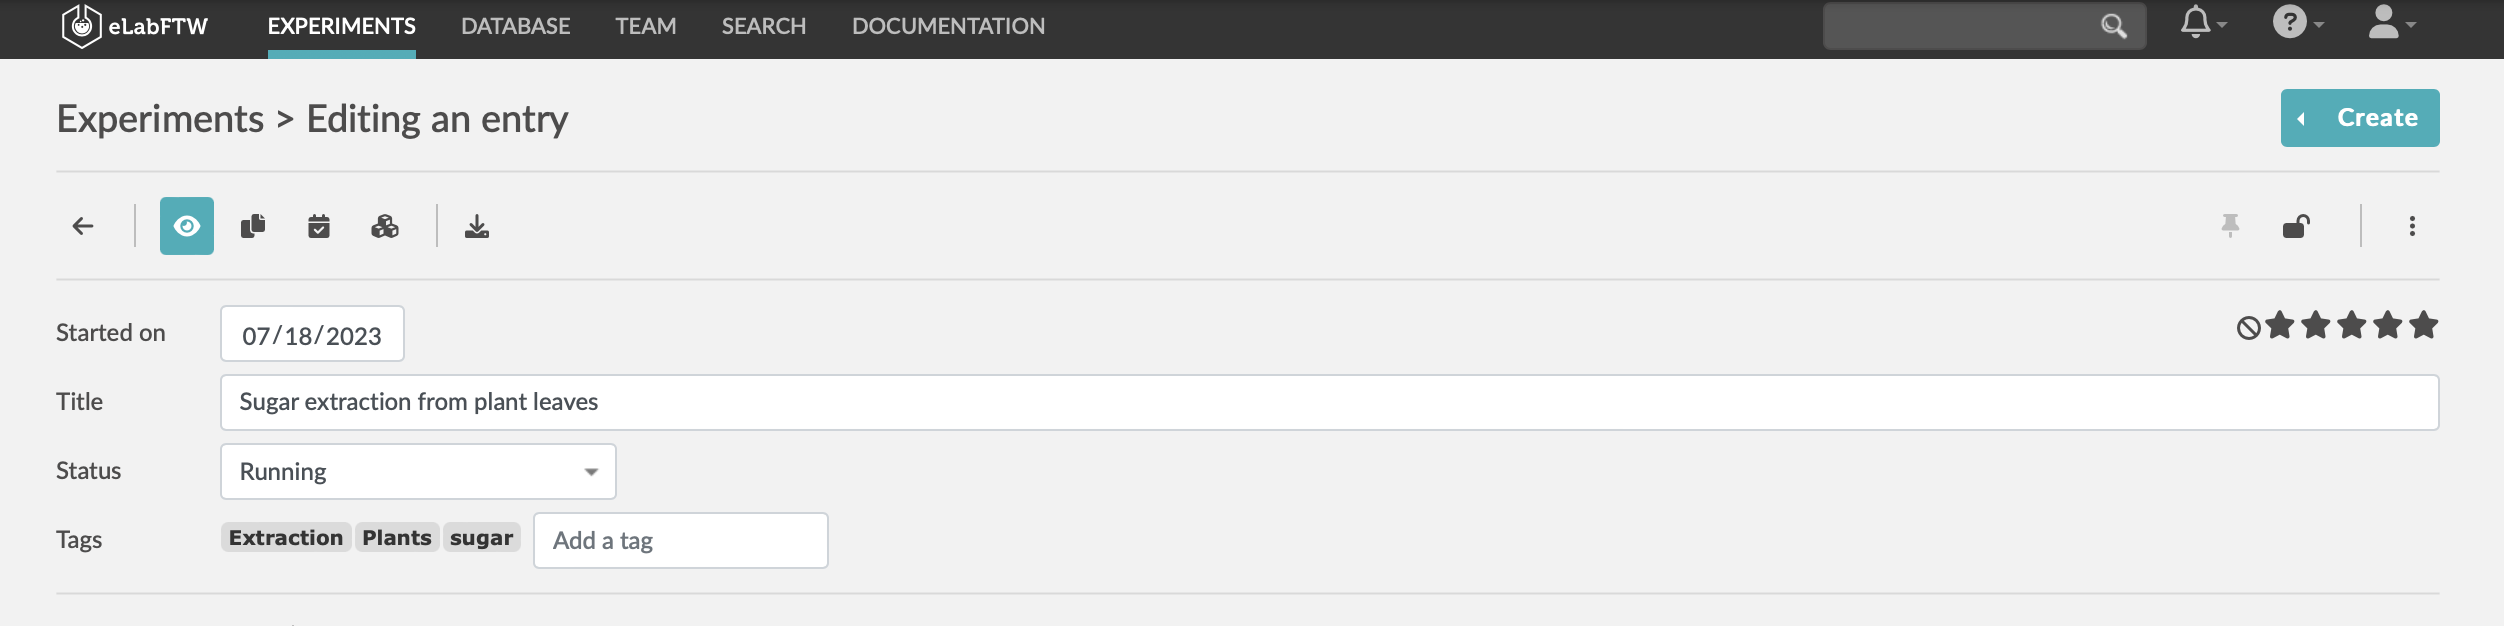 eLabFTW EXPERIMENTS DATABASE TEAM SEARCH DOCUMENTATION ?
Experiments > Editing an entry
Create
Started on 07/18/2023
Title Sugar extraction from plant leaves
Status Running
Tags Extraction Plants sugar Add a tag